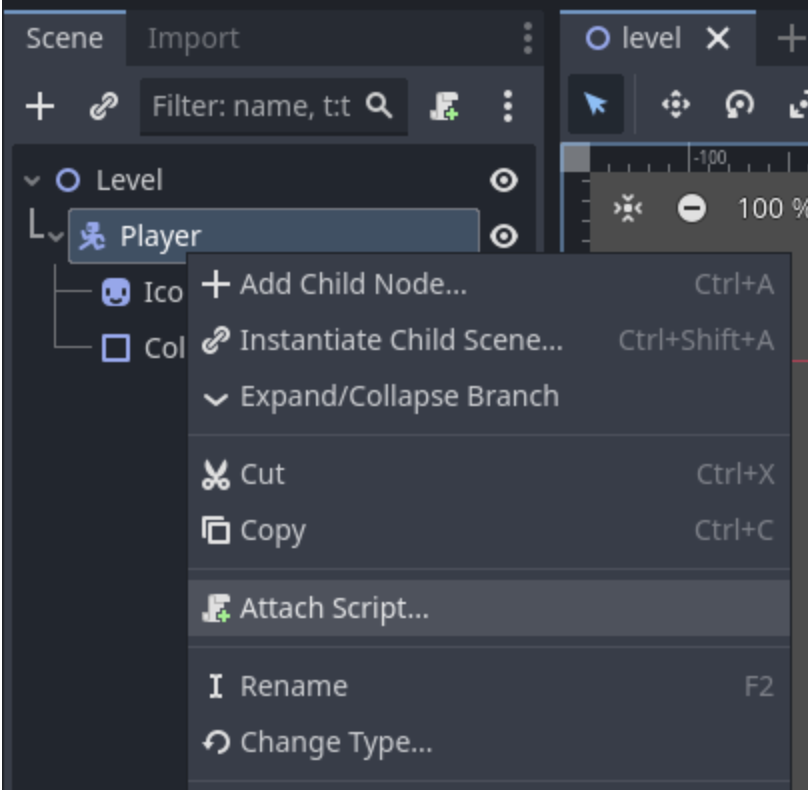 Scene Import
level
Filter: name, t:t
-100
Level
100 %
Player
Add Child Node... Ctrl+A
Ico
Instantiate Child Scene... Ctrl+Shift+A
Col
Expand/Collapse Branch
Cut Ctrl+X
Copy Ctrl+C
Attach Script...
Rename F2
Change Type...